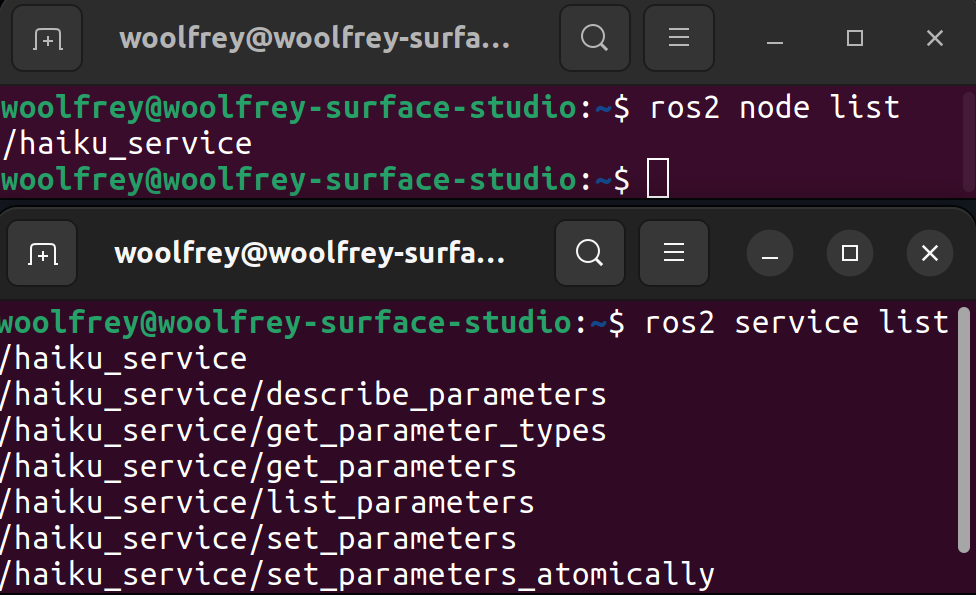 woolfrey@woolfrey-surfa...
woolfrey@woolfrey-surface-studio:~$ ros2 node list
/haiku_service
woolfrey@woolfrey-surface-studio:~$
woolfrey@woolfrey-surfa...
woolfrey@woolfrey-surface-studio:~$ ros2 service list
/haiku_service
/haiku_service/describe_parameters
/haiku_service/get_parameter_types
/haiku_service/get_parameters
/haiku_service/list_parameters
/haiku_service/set_parameters
/haiku_service/set_parameters_atomically